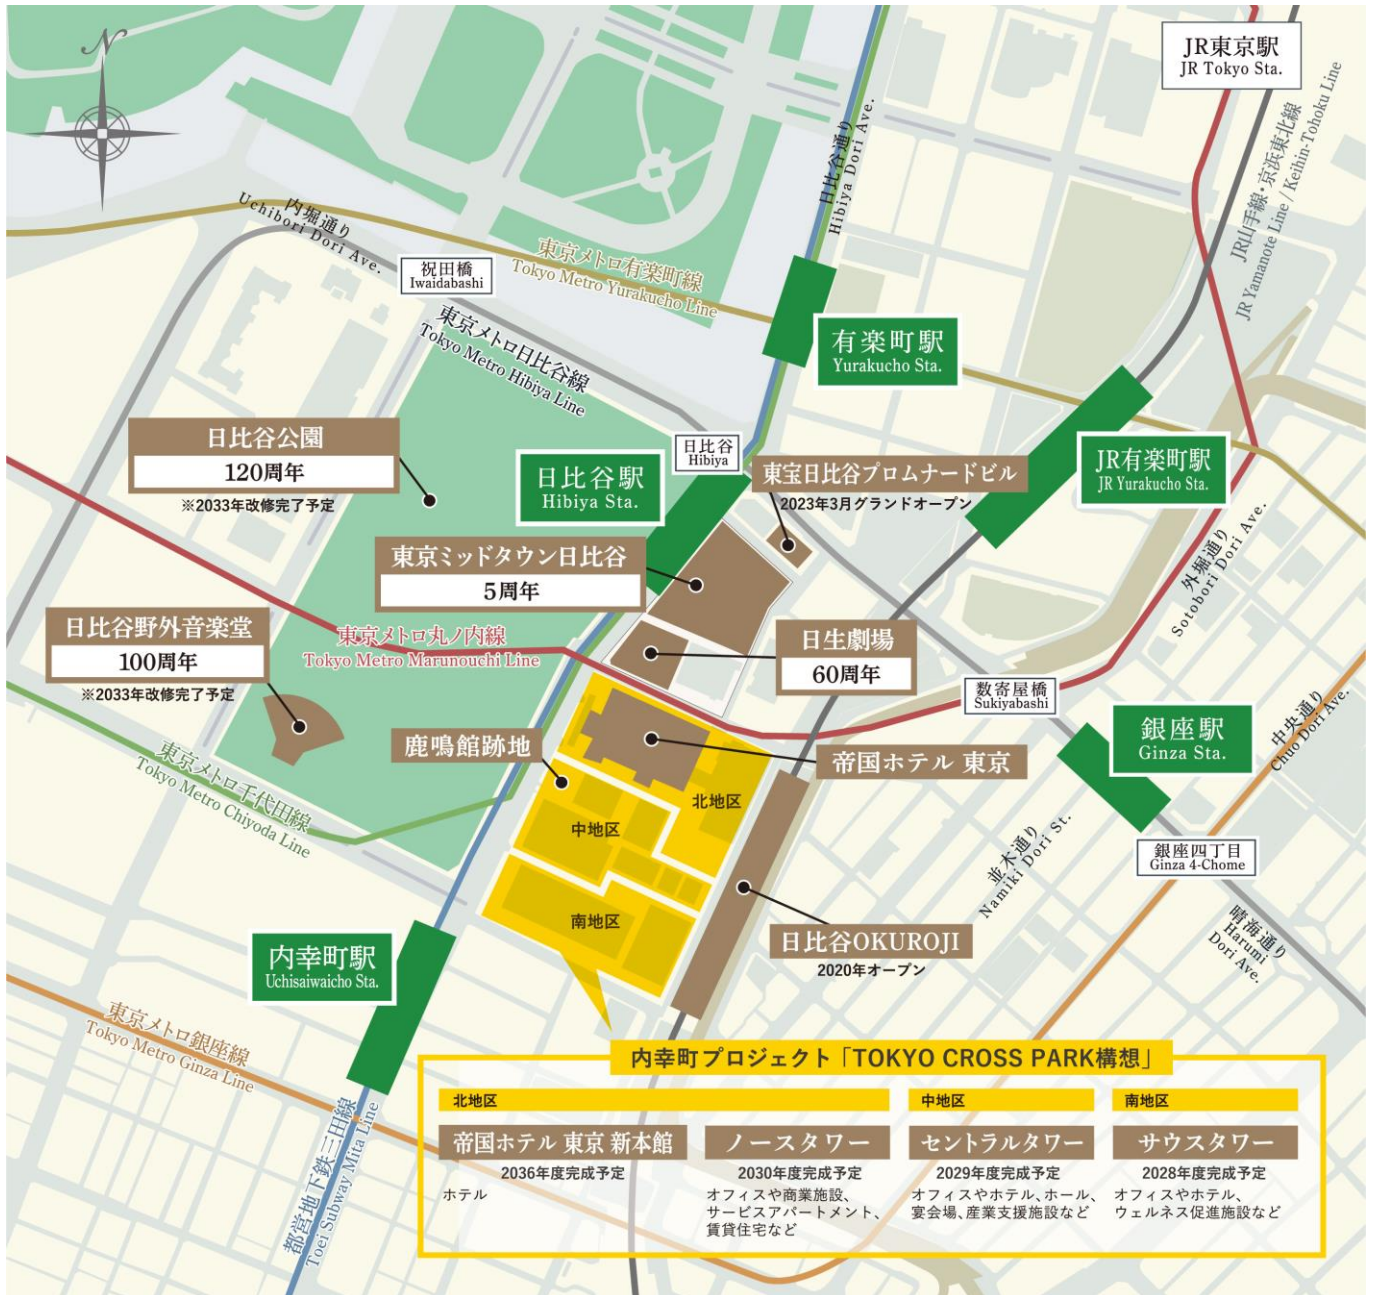 N
JR東京駅
JR Tokyo Sta.
日比谷通り
Hibiya Dori Ave.
JR山手線・京浜東北線
JR Yamanote Line / Keihin-Tohoku Line
内堀通り
Uchibori Dori Ave.
祝田橋
Iwaidabashi
東京メトロ有楽町線
Tokyo Metro Yurakucho Line
東京メトロ日比谷線
Tokyo Metro Hibiya Line
有楽町駅
Yurakucho Sta.
日比谷公園
120周年
※2033年改修完了予定
日比谷駅
Hibiya Sta.
日比谷
Hibiya
東宝日比谷プロムナードビル
2023年3月グランドオープン
JR有楽町駅
JR Yurakucho Sta.
外堀通り
Sotobori Dori Ave.
東京ミッドタウン日比谷
5周年
日比谷野外音楽堂
100周年
※2033年改修完了予定
東京メトロ丸ノ内線
Tokyo Metro Marunouchi Line
日生劇場
60周年
数寄屋橋
Sukiyabashi
銀座駅
Ginza Sta.
中央通り
Chuo Dori Ave.
鹿鳴館跡地
帝国ホテル 東京
東京メトロ千代田線
Tokyo Metro Chiyoda Line
北地区
中地区
南地区
並木通り
Namiki Dori St.
銀座四丁目
Ginza 4-Chome
晴海通り
Harumi
Dori Ave.
日比谷OKUROJI
2020年オープン
内幸町駅
Uchisaiwaicho Sta.
東京メトロ銀座線
Tokyo Metro Ginza Line
都営地下鉄三田線
Toei Subway Mita Line
内幸町プロジェクト「TOKYO CROSS PARK構想」
北地区
帝国ホテル 東京 新本館
2036年度完成予定
ホテル
ノースタワー
2030年度完成予定
オフィスや商業施設、
サービスアパートメント、
賃貸住宅など
中地区
セントラルタワー
2029年度完成予定
オフィスやホテル、ホール、
宴会場、産業支援施設など
南地区
サウスタワー
2028年度完成予定
オフィスやホテル、
ウェルネス促進施設など